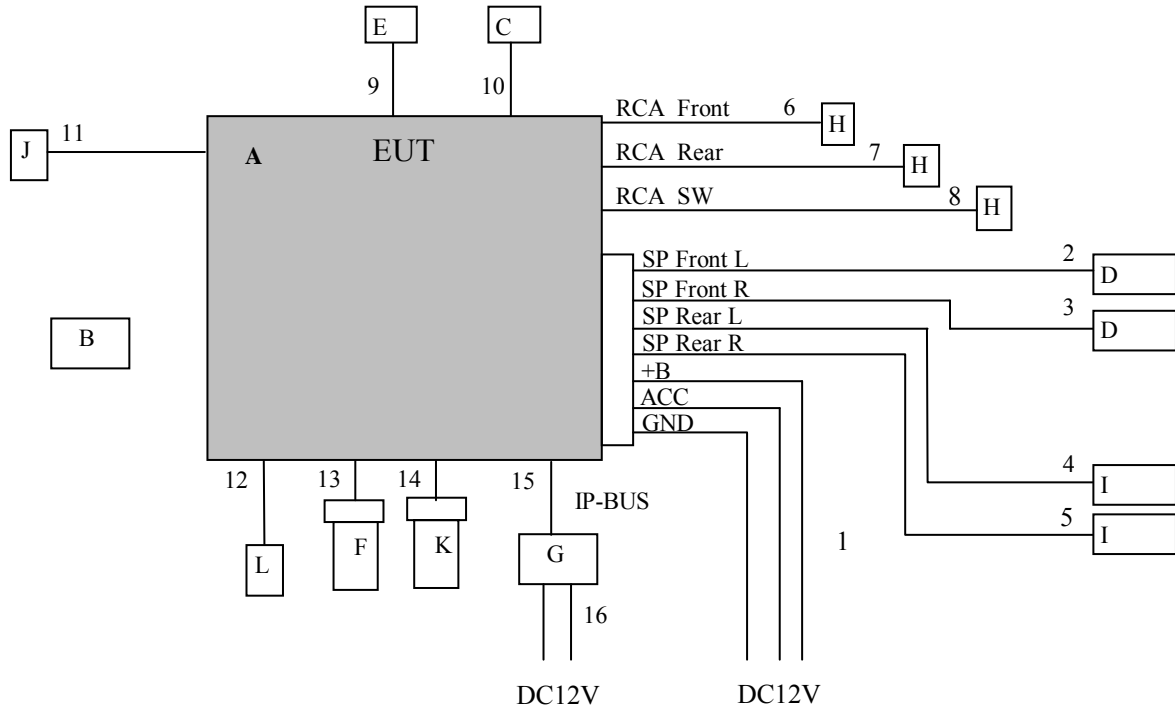 E
C
9
10
RCA Front
6
H
J
11
A
EUT
RCA Rear
7
H
RCA SW
8
H
SP Front L
2
D
SP Front R
3
D
SP Rear L
SP Rear R
B
+B
ACC
GND
12
13
14
15
IP-BUS
4
I
5
I
1
L
F
K
G
16
DC12V
DC12V